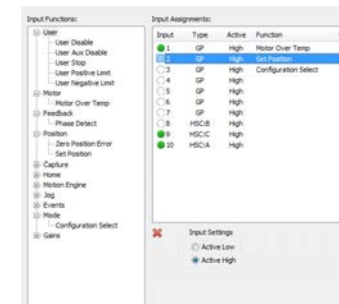 Input Functions:
User
User Disable
User Aux Disable
User Stop
User Positive Limit
User Negative Limit
Motor
Motor Over Temp
Feedback
Phase Detect
Position
Zero Position Error
Set Position
Capture
Home
Motion Engine
Jog
Events
Mode
Configuration Select
Gains
Input Assignments:
Input Type Active Function
1 GP High Motor Over Temp
2 GP High Set Position
3 GP High Configuration Select
4 GP High
5 GP High
6 GP High
7 GP High
8 HSC:B High
9 HSC:C High
10 HSC:A High
Input Settings
Active Low
Active High